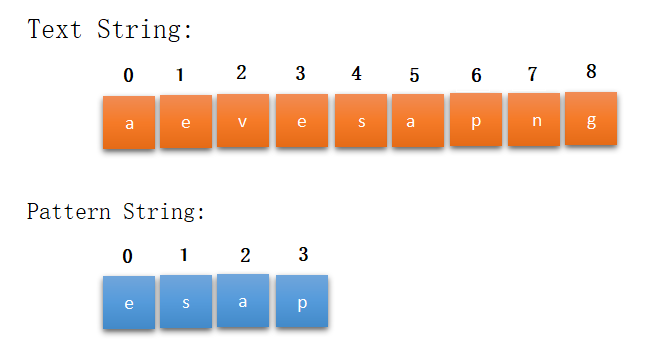 Text String:
0 1 2 3 4 5 6 7 8
a e v e s a p n g
Pattern String:
0 1 2 3
e s a p